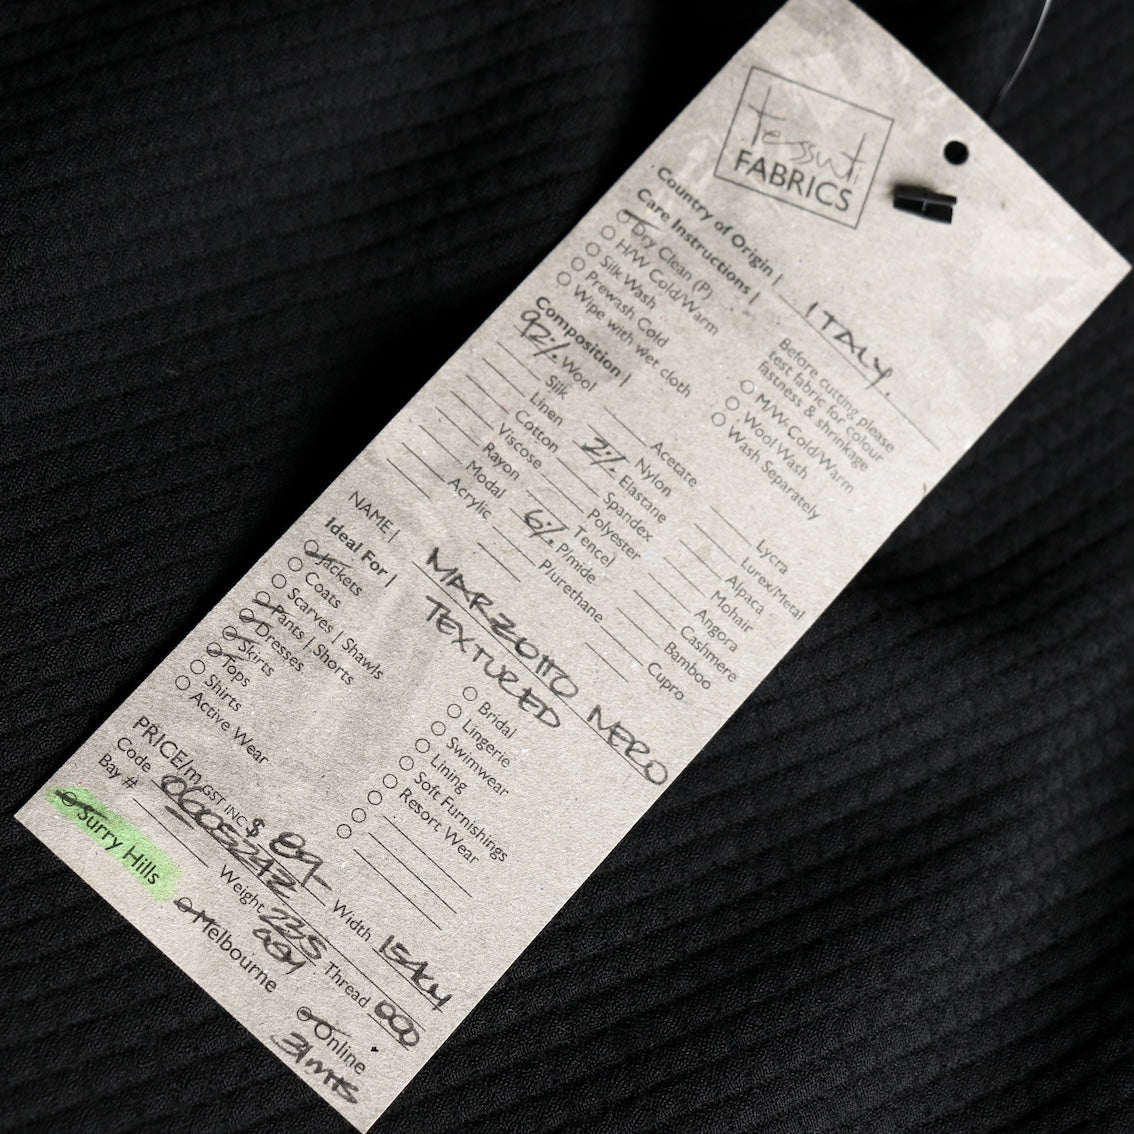 tessuti
FABRICS
Country of Origin | ITALY.
Care Instructions |
Dry Clean (P)
H/W Cold/Warm
Silk Wash
Prewash Cold
Wipe with wet cloth
Before cutting please
test fabric for colour
fastness & shrinkage
M/W Cold/Warm
Wool Wash
Wash Separately
Composition |
92% Wool
Silk
Linen
Cotton
Viscose
Rayon
Modal
Acrylic
Acetate
Nylon
2% Elastane
Spandex
Polyester
Tencel
6% P/mide
P/urethane
Lycra
Lurex/Metal
Alpaca
Mohair
Angora
Cashmere
Bamboo
Cupro
NAME | MARZOTTO NERO
TEXTURED
Ideal For |
Jackets
Coats
Scarves | Shawls
Pants | Shorts
Dresses
Skirts
Tops
Shirts
Active Wear
Bridal
Lingerie
Swimwear
Lining
Soft Furnishings
Resort Wear
PRICE/m GST INC $ 89-
Code 06005242 Width
Bay # Weight 235 Thread 000
Surry Hills
Melbourne
Online